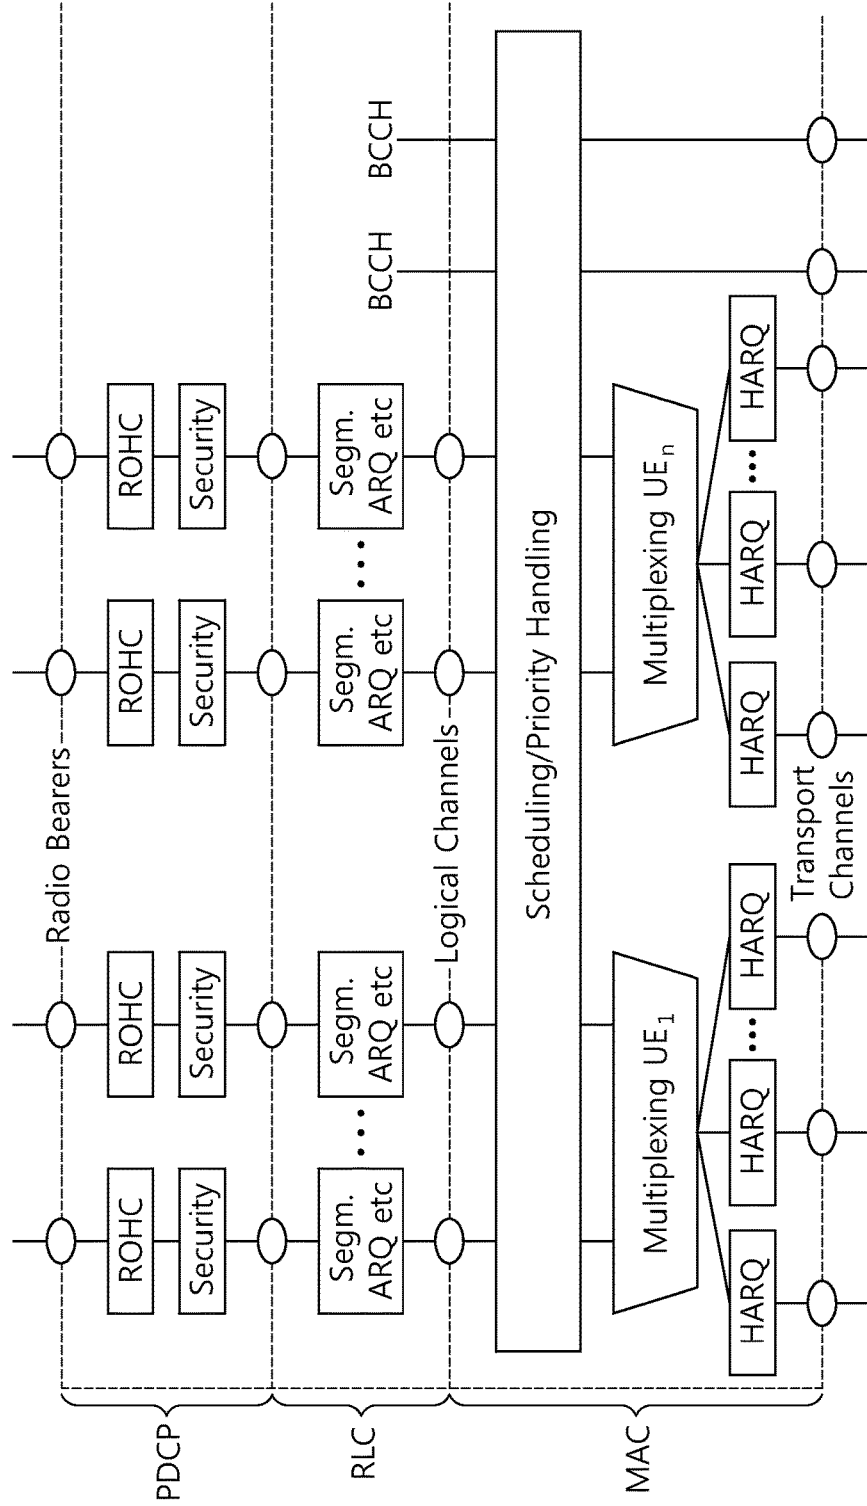 Radio Bearers
ROHC
ROHC
ROHC
ROHC
PDCP
Security
Security
Security
Security
Segm.
ARQ etc
Segm.
ARQ etc
Segm.
ARQ etc
Segm.
ARQ etc
RLC
BCCH
BCCH
Logical Channels
Scheduling/Priority Handling
MAC
Multiplexing UE₁
Multiplexing UEₙ
HARQ
HARQ
HARQ
HARQ
HARQ
HARQ
Transport
Channels